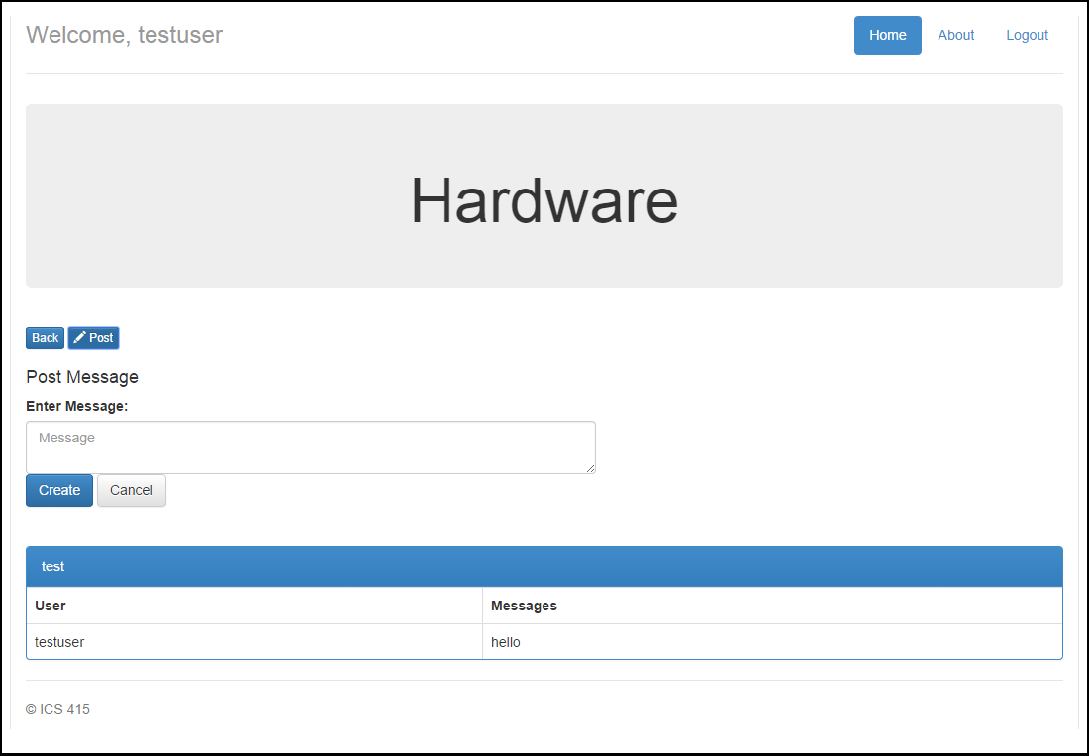 Welcome, testuser Home About Logout
Hardware
Back Post
Post Message
Enter Message:
Message
Create Cancel
test
User Messages
testuser hello
© ICS 415